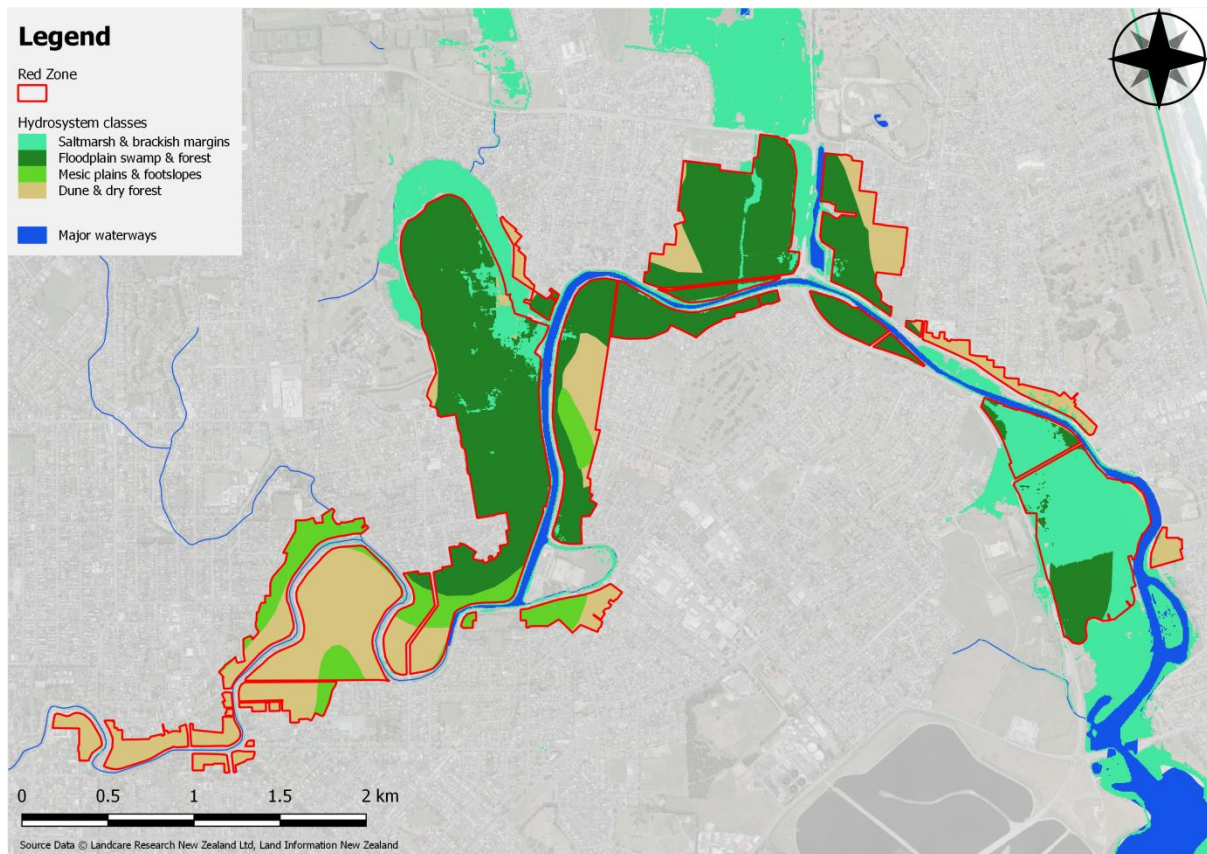 Legend
Red Zone
Hydrosystem classes
Saltmarsh & brackish margins
Floodplain swamp & forest
Mesic plains & footslopes
Dune & dry forest
Major waterways
0 0.5 1 1.5 2 km
Source Data © Landcare Research New Zealand Ltd, Land Information New Zealand